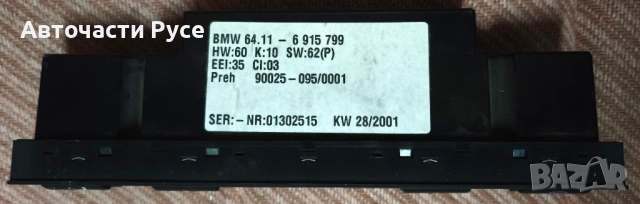 Авточасти Русе
BMW 64.11 - 6 915 799
HW:60 K:10 SW:62(P)
EEI:35 CI:03
Preh 90025-095/0001
SER:-NR:01302515 KW 28/2001
BAZAR